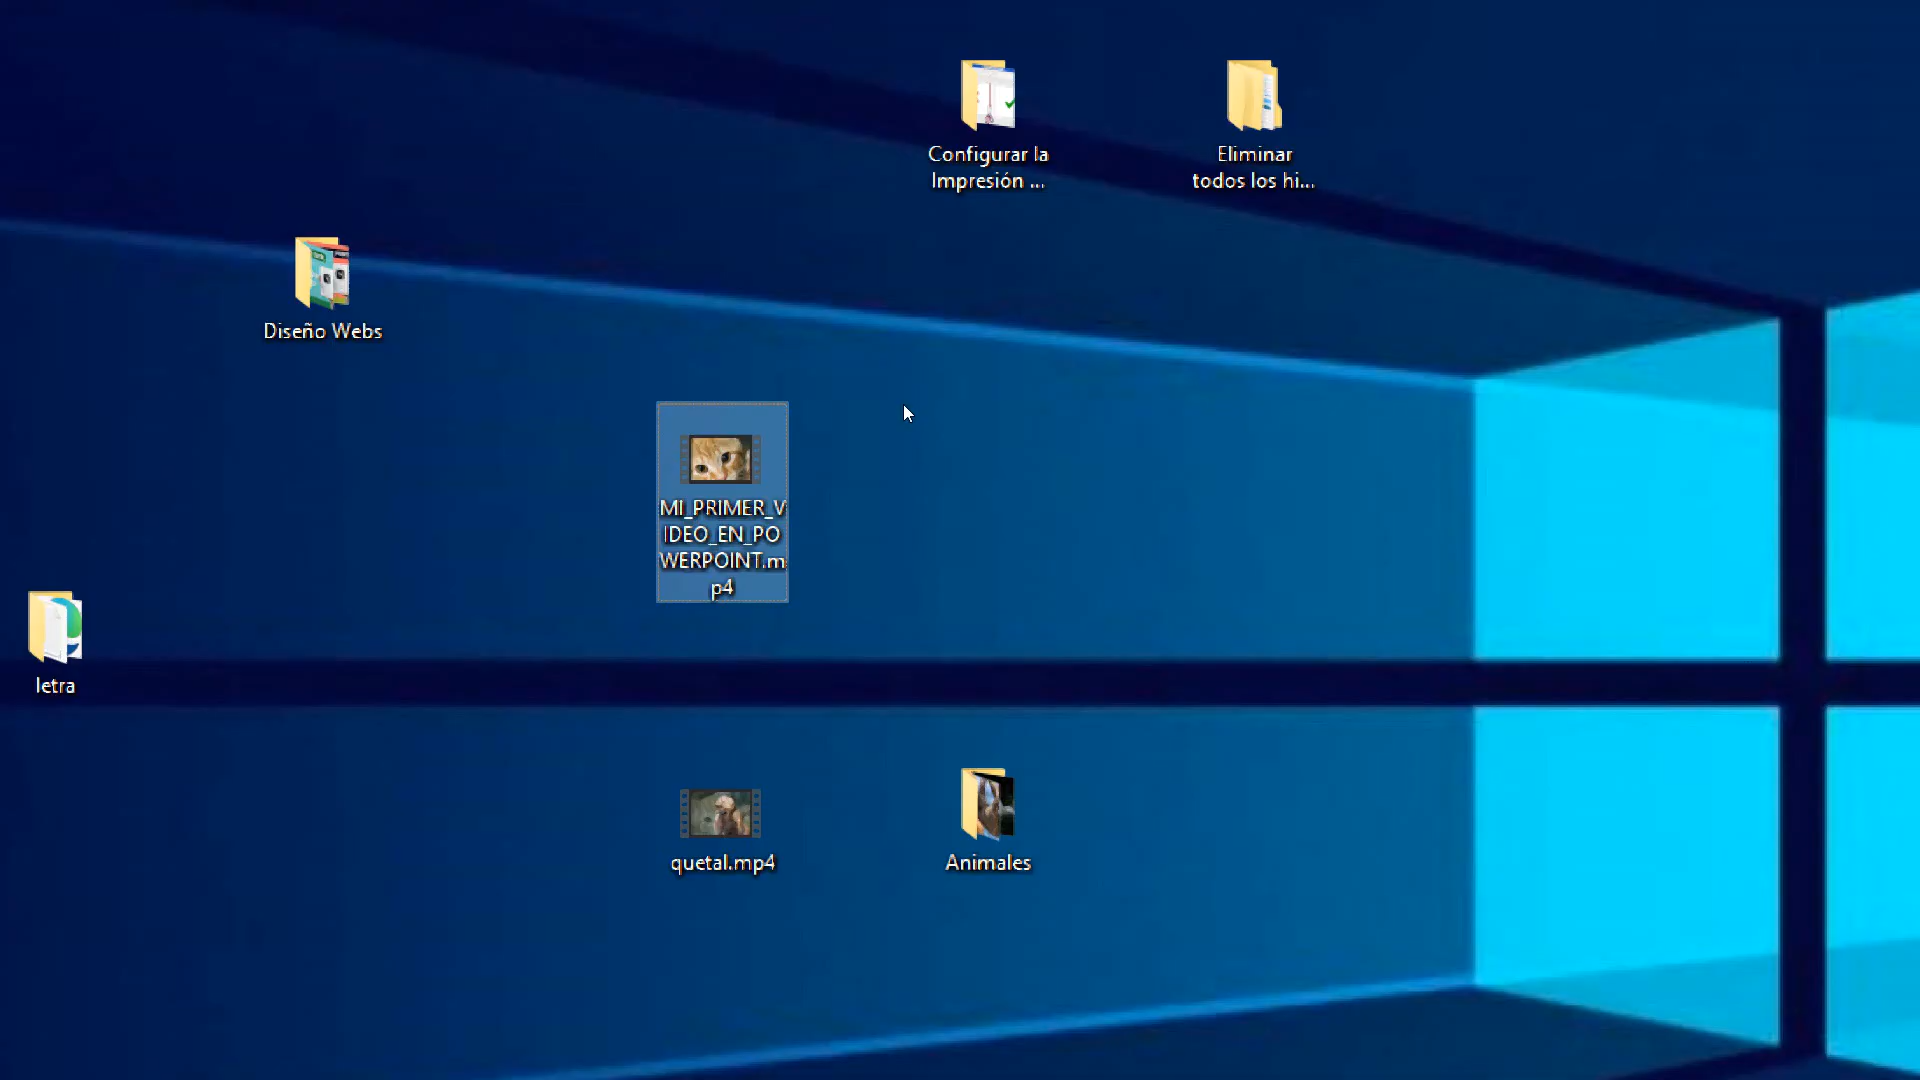 Configurar la
Impresión ...
Eliminar
todos los hi...
Diseño Webs
MI_PRIMER_V
IDEO_EN_PO
WERPOINT.m
p4
letra
quetal.mp4
Animales